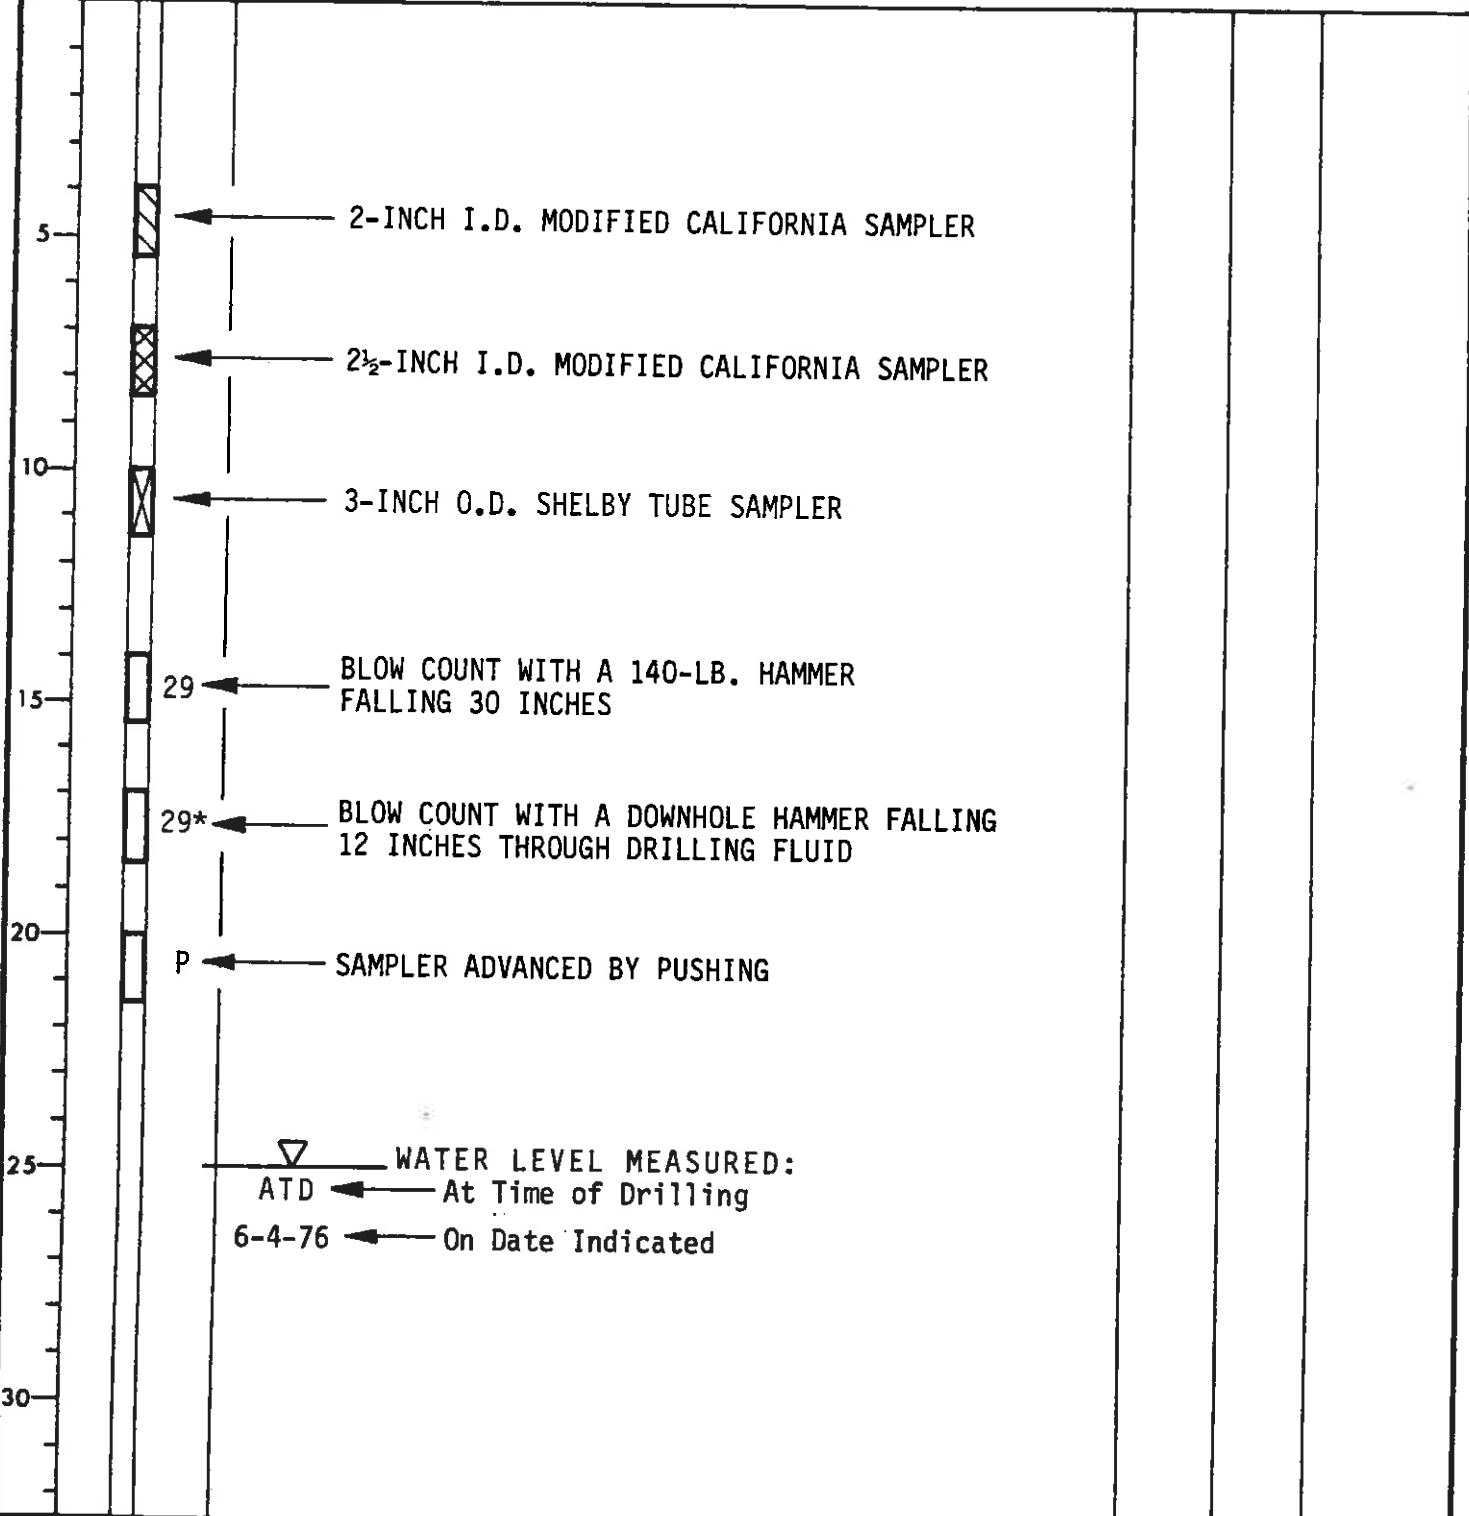 5
2-INCH I.D. MODIFIED CALIFORNIA SAMPLER
2½-INCH I.D. MODIFIED CALIFORNIA SAMPLER
10
3-INCH O.D. SHELBY TUBE SAMPLER
29
BLOW COUNT WITH A 140-LB. HAMMER
FALLING 30 INCHES
15
29*
BLOW COUNT WITH A DOWNHOLE HAMMER FALLING
12 INCHES THROUGH DRILLING FLUID
20
P
SAMPLER ADVANCED BY PUSHING
25
WATER LEVEL MEASURED:
ATD
At Time of Drilling
6-4-76
On Date Indicated
30